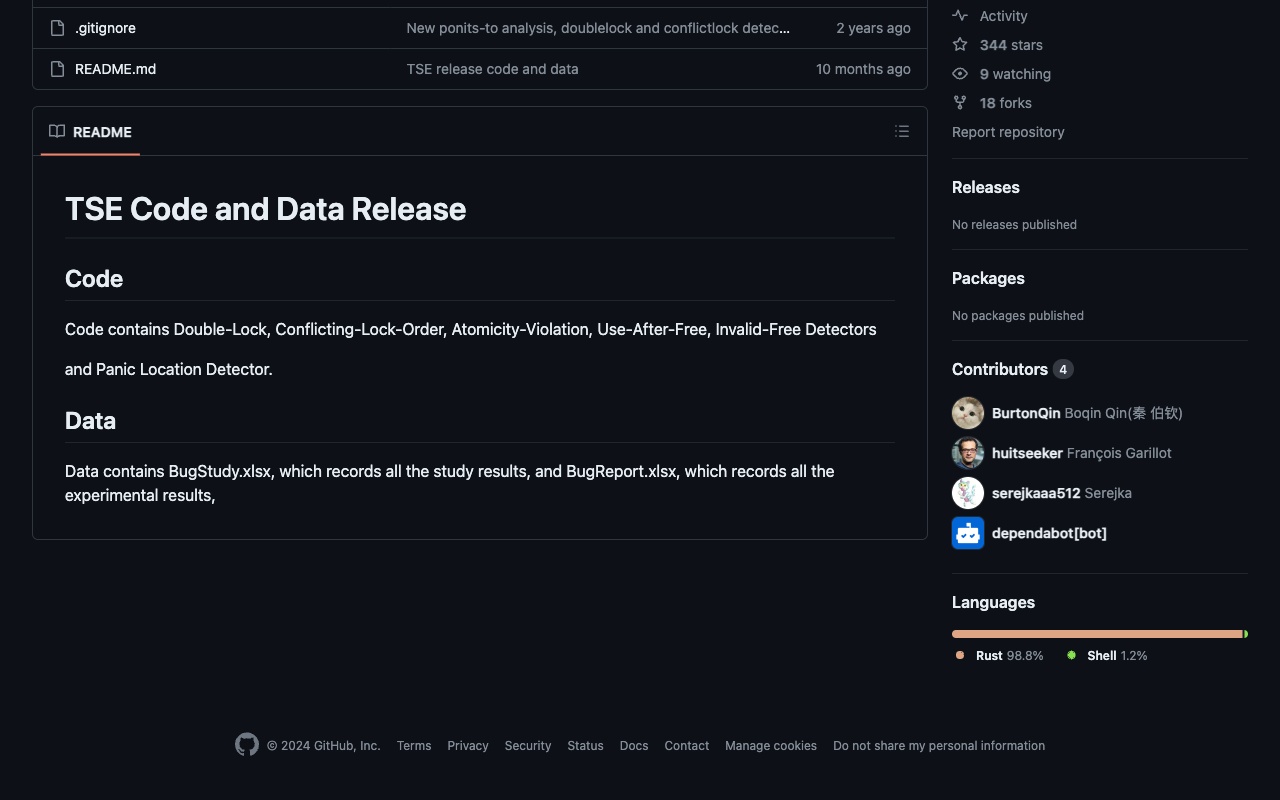 .gitignore New ponits-to analysis, doublelock and conflictlock detec... 2 years ago
README.md TSE release code and data 10 months ago
README
TSE Code and Data Release
Code
Code contains Double-Lock, Conflicting-Lock-Order, Atomicity-Violation, Use-After-Free, Invalid-Free Detectors
and Panic Location Detector.
Data
Data contains BugStudy.xlsx, which records all the study results, and BugReport.xlsx, which records all the
experimental results,
Activity
344 stars
9 watching
18 forks
Report repository
Releases
No releases published
Packages
No packages published
Contributors 4
BurtonQin Boqin Qin(秦 伯钦)
huitseeker François Garillot
serejkaaa512 Serejka
dependabot[bot]
Languages
Rust 98.8% Shell 1.2%
© 2024 GitHub, Inc. Terms Privacy Security Status Docs Contact Manage cookies Do not share my personal information